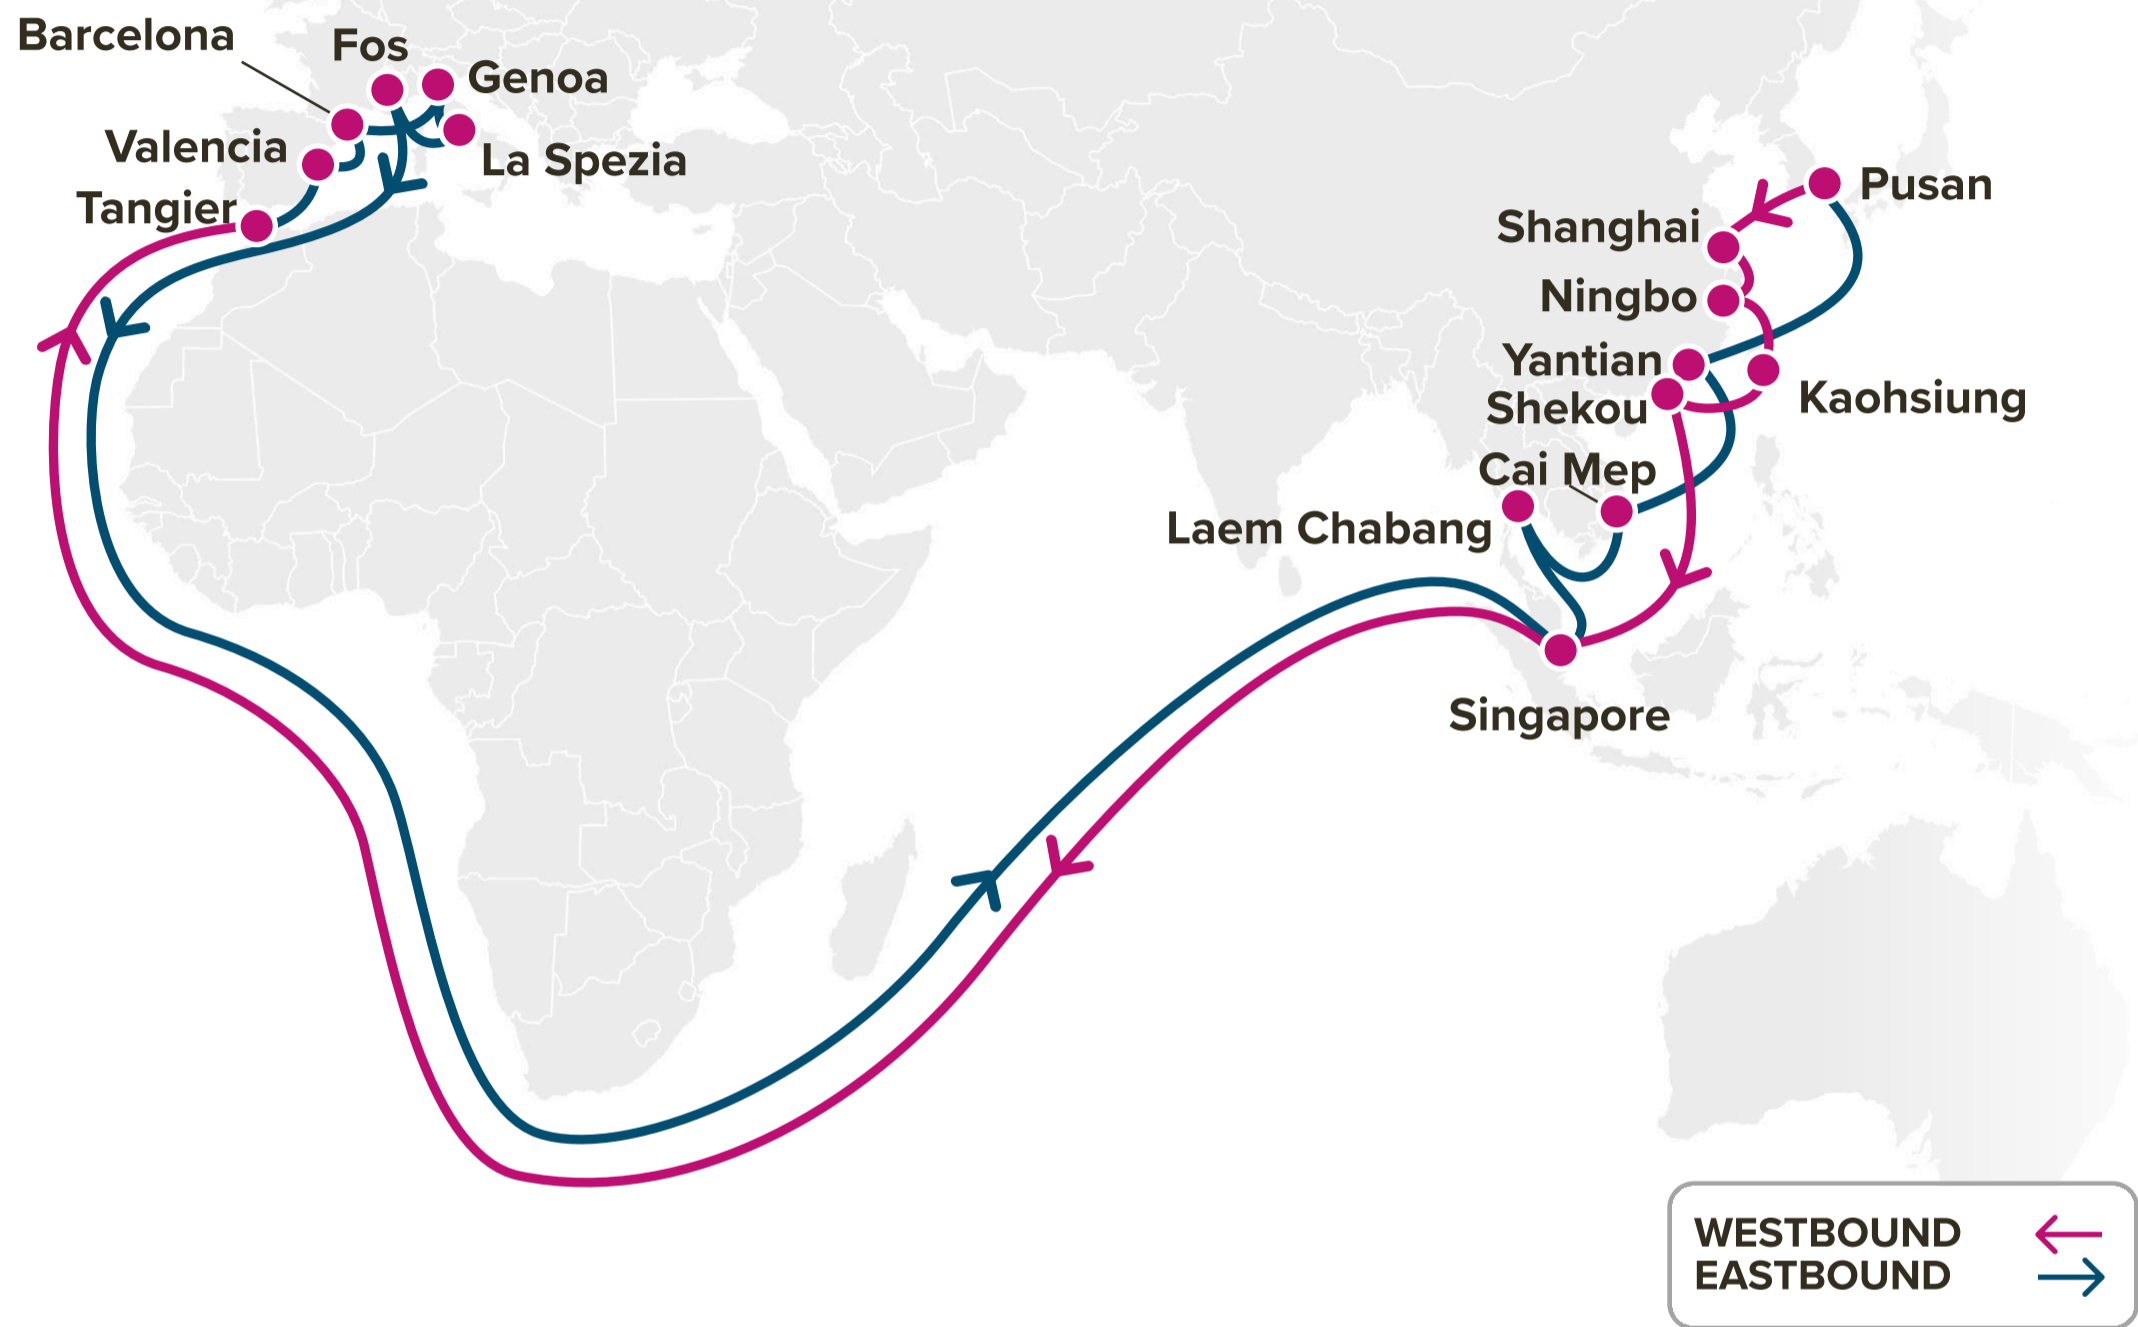 Barcelona
Fos
Genoa
Valencia
La Spezia
Tangier
Pusan
Shanghai
Ningbo
Yantian
Shekou
Kaohsiung
Cai Mep
Laem Chabang
Singapore
WESTBOUND
EASTBOUND